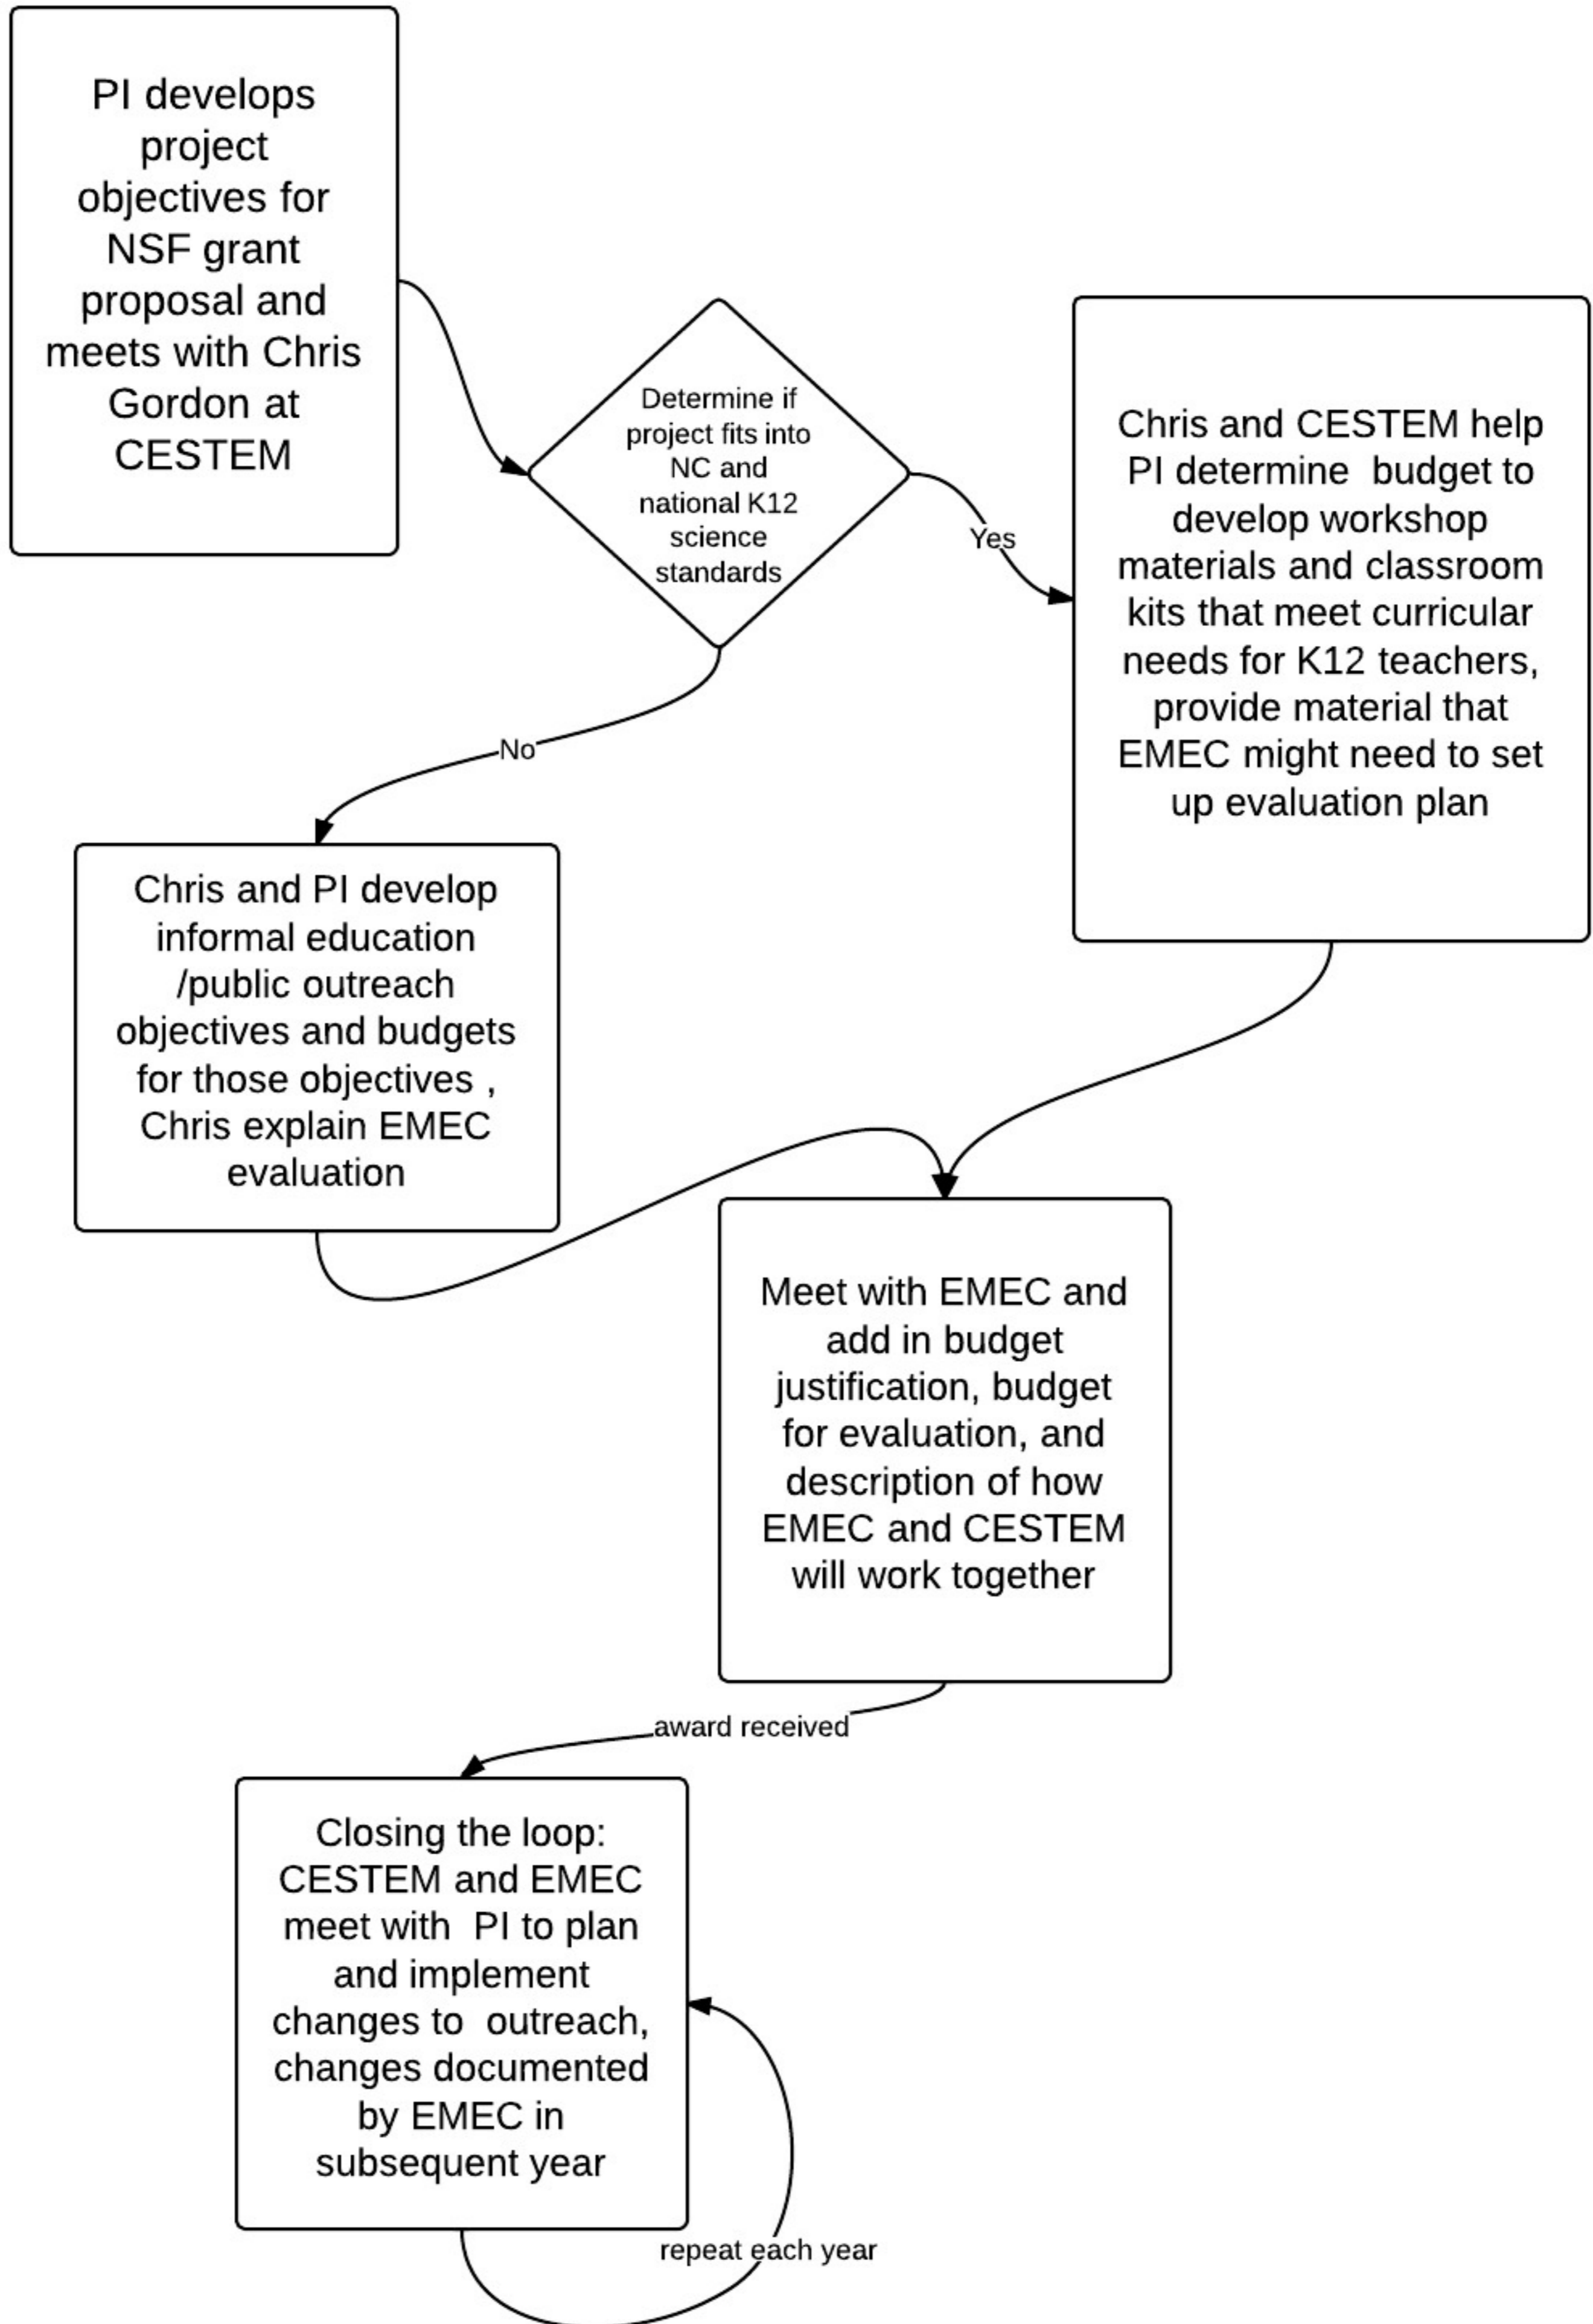 PI develops
project
objectives for
NSF grant
proposal and
meets with Chris
Gordon at
CESTEM
Determine if
project fits into
NC and
national K12
science
standards
Yes
Chris and CESTEM help
PI determine  budget to
develop workshop
materials and classroom
kits that meet curricular
needs for K12 teachers,
provide material that
EMEC might need to set
up evaluation plan
No
Chris and PI develop
informal education
/public outreach
objectives and budgets
for those objectives ,
Chris explain EMEC
evaluation
Meet with EMEC and
add in budget
justification, budget
for evaluation, and
description of how
EMEC and CESTEM
will work together
award received
Closing the loop:
CESTEM and EMEC
meet with  PI to plan
and implement
changes to  outreach,
changes documented
by EMEC in
subsequent year
repeat each year